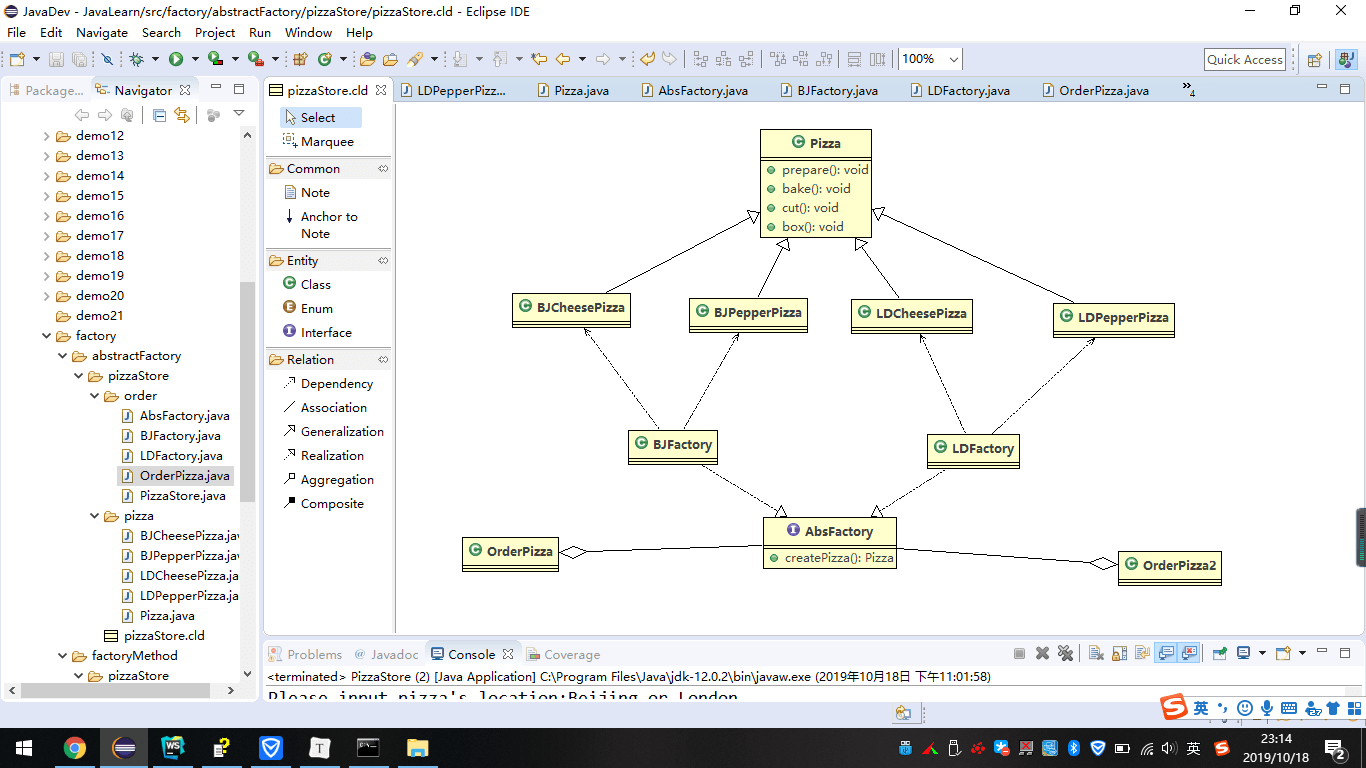 JavaDev - JavaLearn/src/factory/abstractFactory/pizzaStore/pizzaStore.cld - Eclipse IDE
File Edit Navigate Search Project Run Window Help
100%
Quick Access
Package...
Navigator
pizzaStore.cld
LDPepperPizz...
Pizza.java
AbsFactory.java
BJFactory.java
LDFactory.java
OrderPizza.java
4
demo12
demo13
demo14
demo15
demo16
demo17
demo18
demo19
demo20
demo21
factory
abstractFactory
pizzaStore
order
AbsFactory.java
BJFactory.java
LDFactory.java
OrderPizza.java
PizzaStore.java
pizza
BJCheesePizza.jav
BJPepperPizza.jav
LDCheesePizza.ja
LDPepperPizza.ja
Pizza.java
pizzaStore.cld
factoryMethod
pizzaStore
Select
Marquee
Common
Note
Anchor to
Note
Entity
Class
Enum
Interface
Relation
Dependency
Association
Generalization
Realization
Aggregation
Composite
Pizza
prepare(): void
bake(): void
cut(): void
box(): void
BJCheesePizza
BJPepperPizza
LDCheesePizza
LDPepperPizza
BJFactory
LDFactory
AbsFactory
createPizza(): Pizza
OrderPizza
OrderPizza2
Problems
Javadoc
Console
Coverage
<terminated> PizzaStore (2) [Java Application] C:\Program Files\Java\jdk-12.0.2\bin\javaw.exe (2019年10月18日 下午11:01:58)
Please input pizza's location:Beijing or London
英
英
23:14
2019/10/18
2